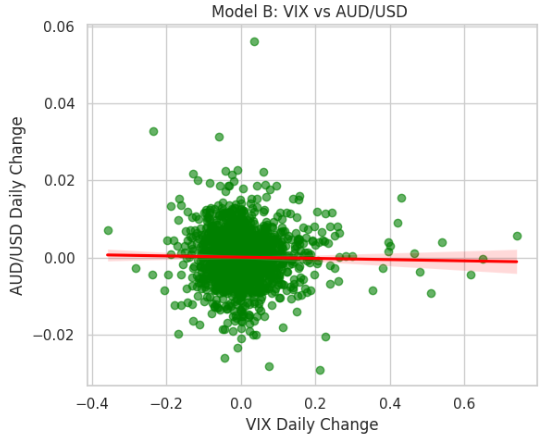 Model B: VIX vs AUD/USD
0.06
0.04
0.02
0.00
−0.02
AUD/USD Daily Change
−0.4 −0.2 0.0 0.2 0.4 0.6
VIX Daily Change